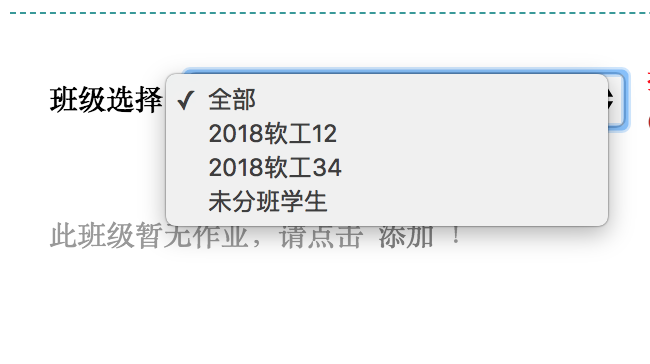 班级选择
✓ 全部
2018软工12
2018软工34
未分班学生
此班级暂无作业，请点击 添加 ！